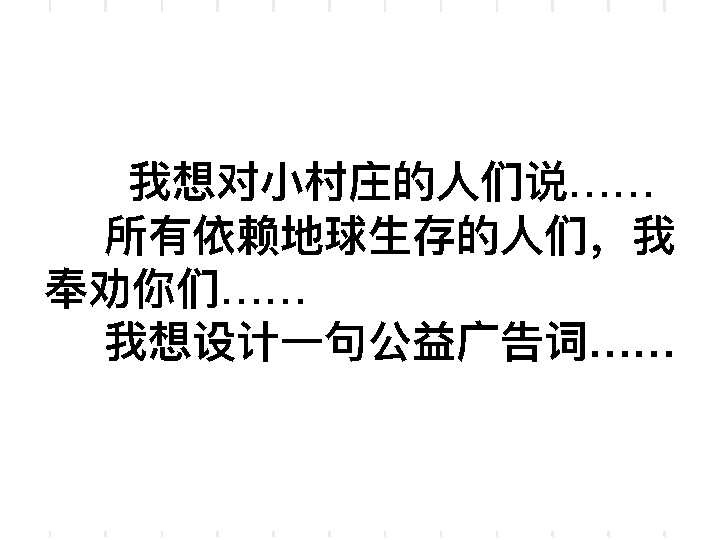 我想对小村庄的人们说……
所有依赖地球生存的人们，我
奉劝你们……
我想设计一句公益广告词……